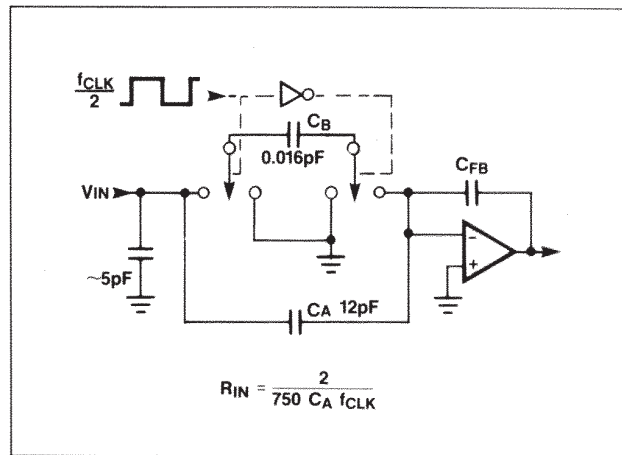 fCLK
2
CB
0.016pF
CFB
VIN
−
+
~5pF
CA 12pF
RIN = 2
750 CA fCLK